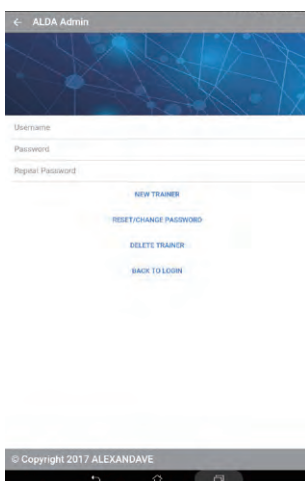 ALDA Admin
Username
Password
Repeat Password
NEW TRAINER
RESET/CHANGE PASSWORD
DELETE TRAINER
BACK TO LOGIN
© Copyright 2017 ALEXANDAVE